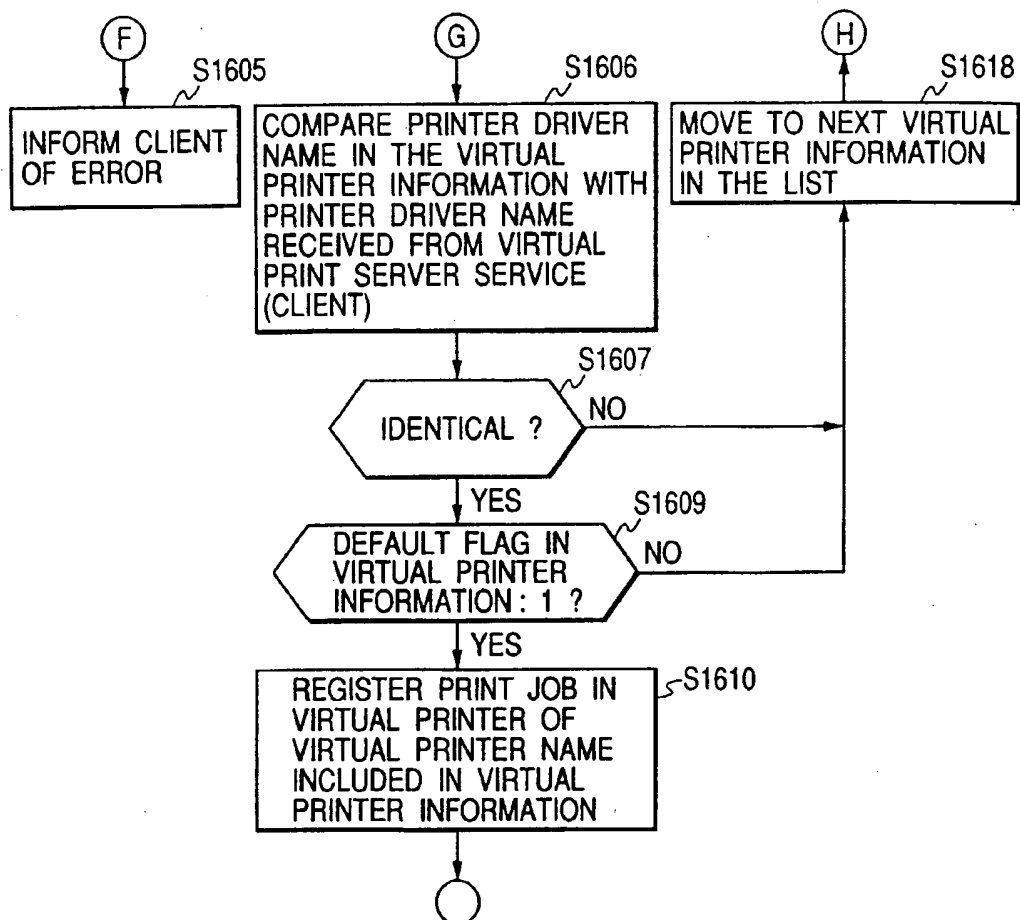 F
G
H
S1605
S1606
S1618
INFORM CLIENT
OF ERROR
COMPARE PRINTER DRIVER
NAME IN THE VIRTUAL
PRINTER INFORMATION WITH
PRINTER DRIVER NAME
RECEIVED FROM VIRTUAL
PRINT SERVER SERVICE
(CLIENT)
MOVE TO NEXT VIRTUAL
PRINTER INFORMATION
IN THE LIST
S1607
IDENTICAL ?
NO
YES
S1609
DEFAULT FLAG IN
VIRTUAL PRINTER
INFORMATION : 1 ?
NO
YES
S1610
REGISTER PRINT JOB IN
VIRTUAL PRINTER OF
VIRTUAL PRINTER NAME
INCLUDED IN VIRTUAL
PRINTER INFORMATION